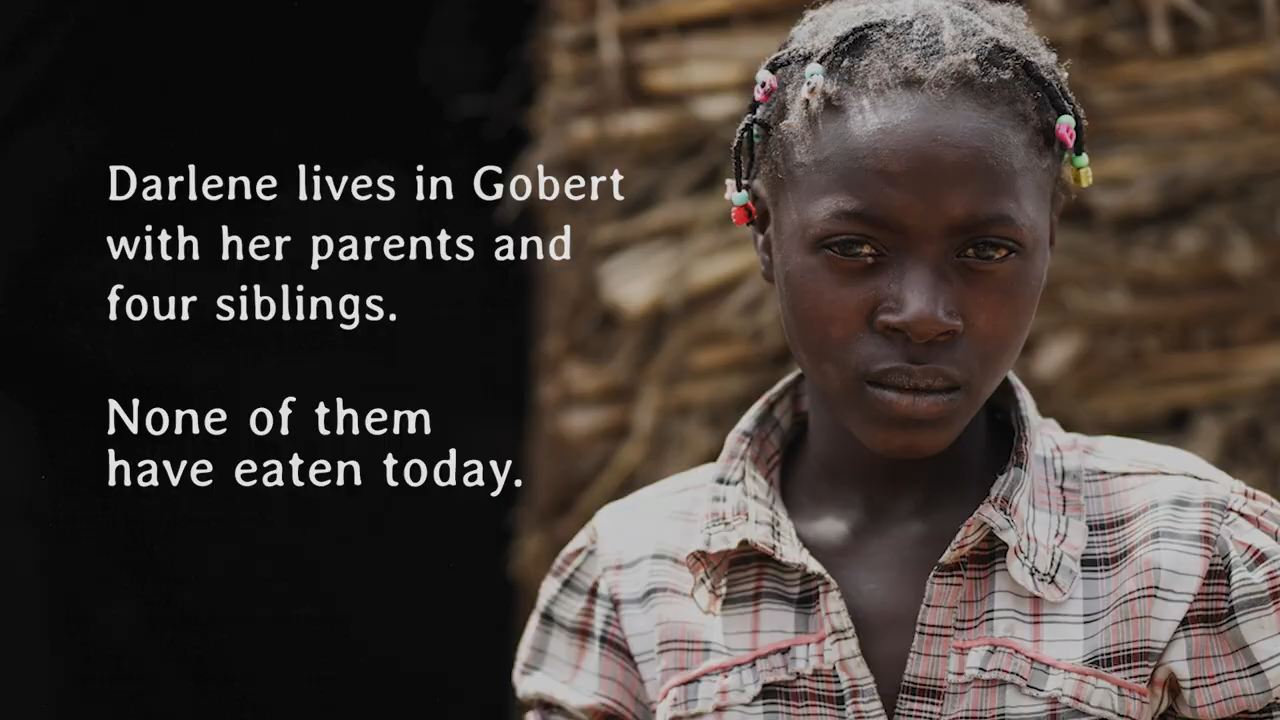 Darlene lives in Gobert
with her parents and
four siblings.
None of them
have eaten today.